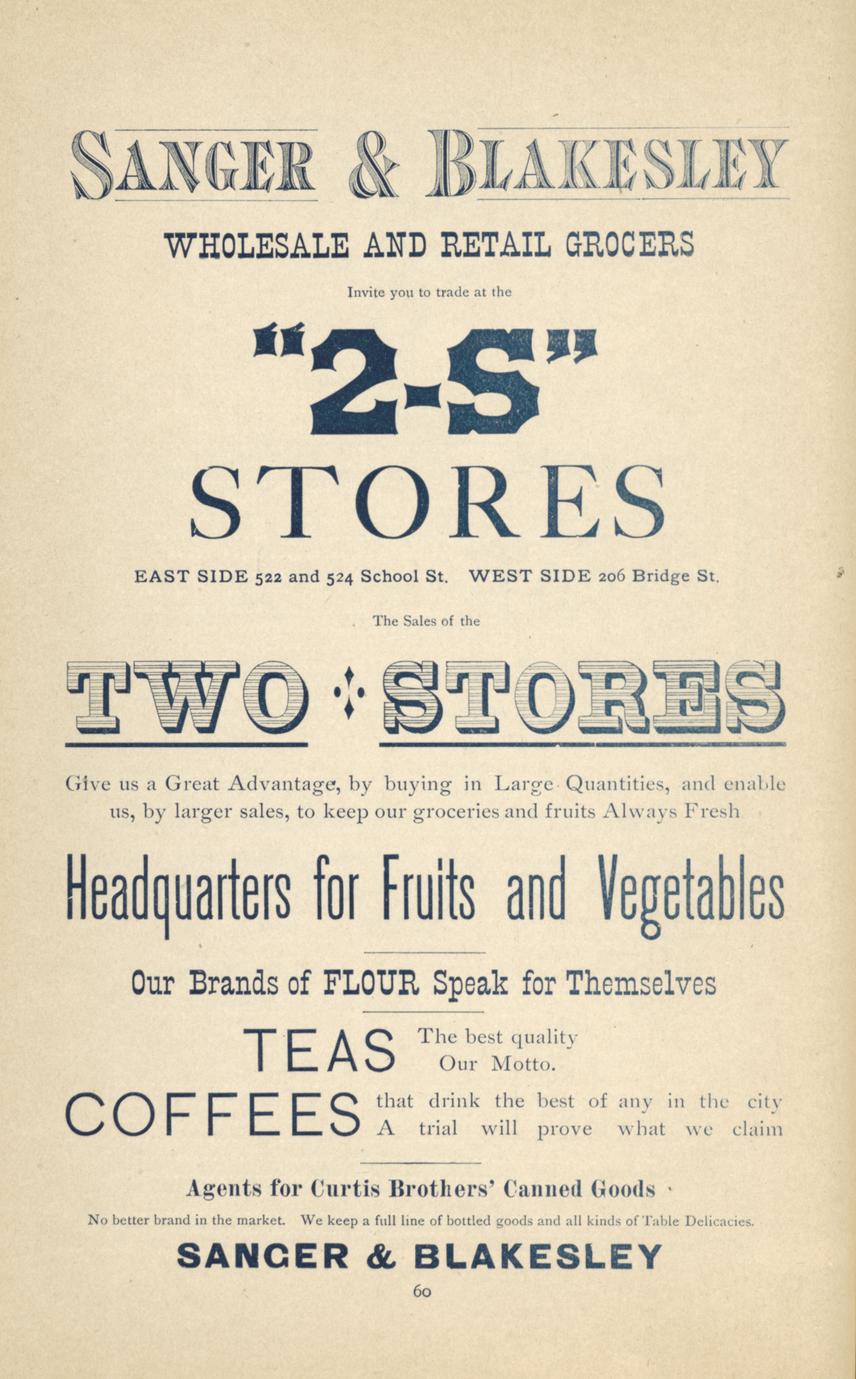 SANGER & BLAKESLEY
WHOLESALE AND RETAIL GROCERS
Invite you to trade at the
“2-S”
STORES
EAST SIDE 522 and 524 School St. WEST SIDE 206 Bridge St.
The Sales of the
TWO STORES
Give us a Great Advantage, by buying in Large Quantities, and enable
us, by larger sales, to keep our groceries and fruits Always Fresh
Headquarters for Fruits and Vegetables
Our Brands of FLOUR Speak for Themselves
TEAS The best quality
Our Motto.
COFFEES that drink the best of any in the city
A trial will prove what we claim
Agents for Curtis Brothers’ Canned Goods
No better brand in the market. We keep a full line of bottled goods and all kinds of Table Delicacies.
SANGER & BLAKESLEY
60